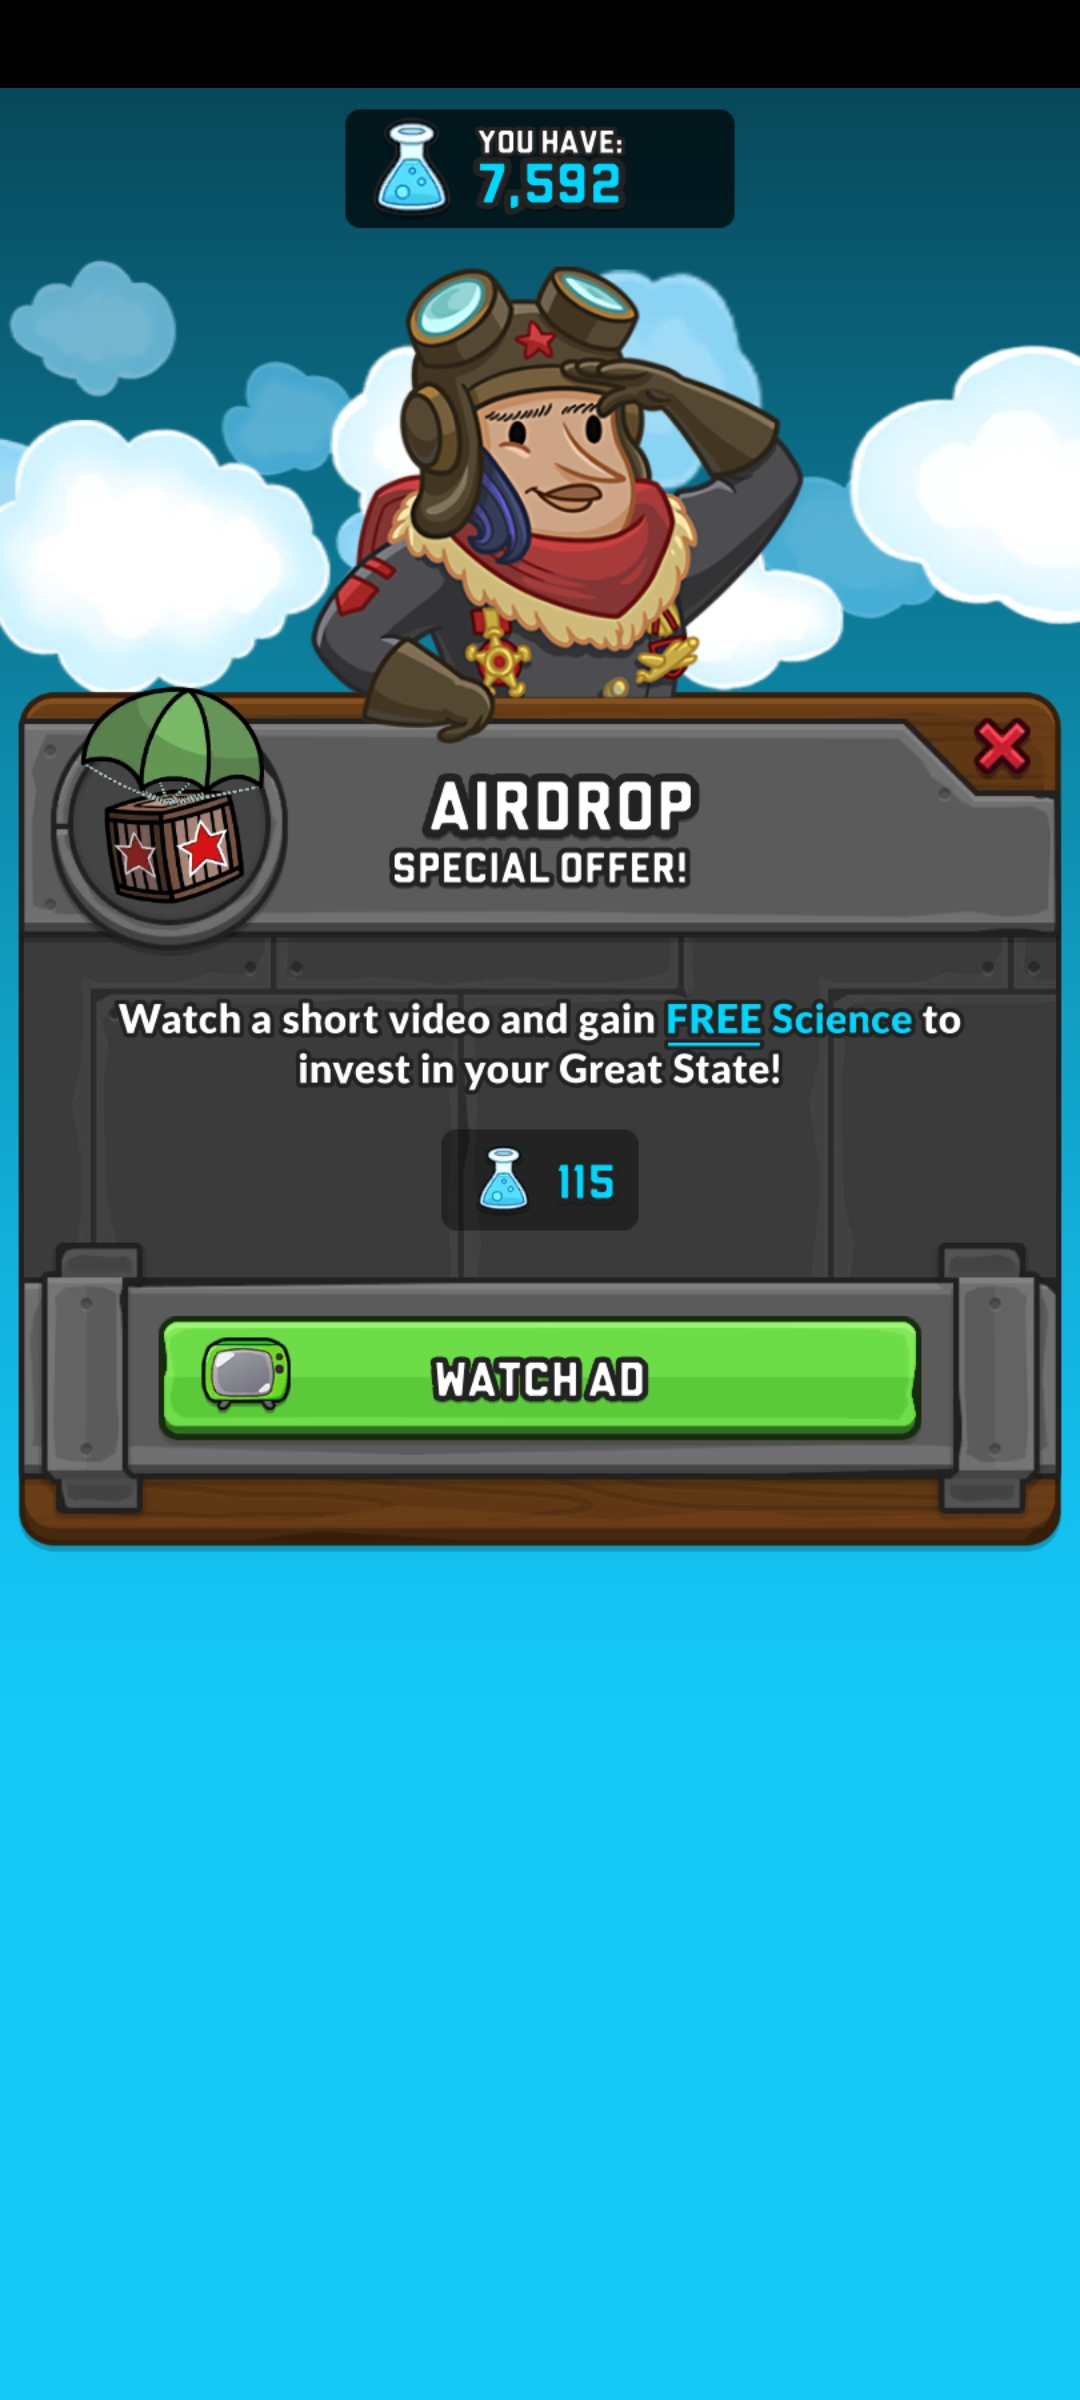 YOU HAVE:
7,592
AIRDROP
SPECIAL OFFER!
Watch a short video and gain FREE Science to
invest in your Great State!
115
WATCH AD